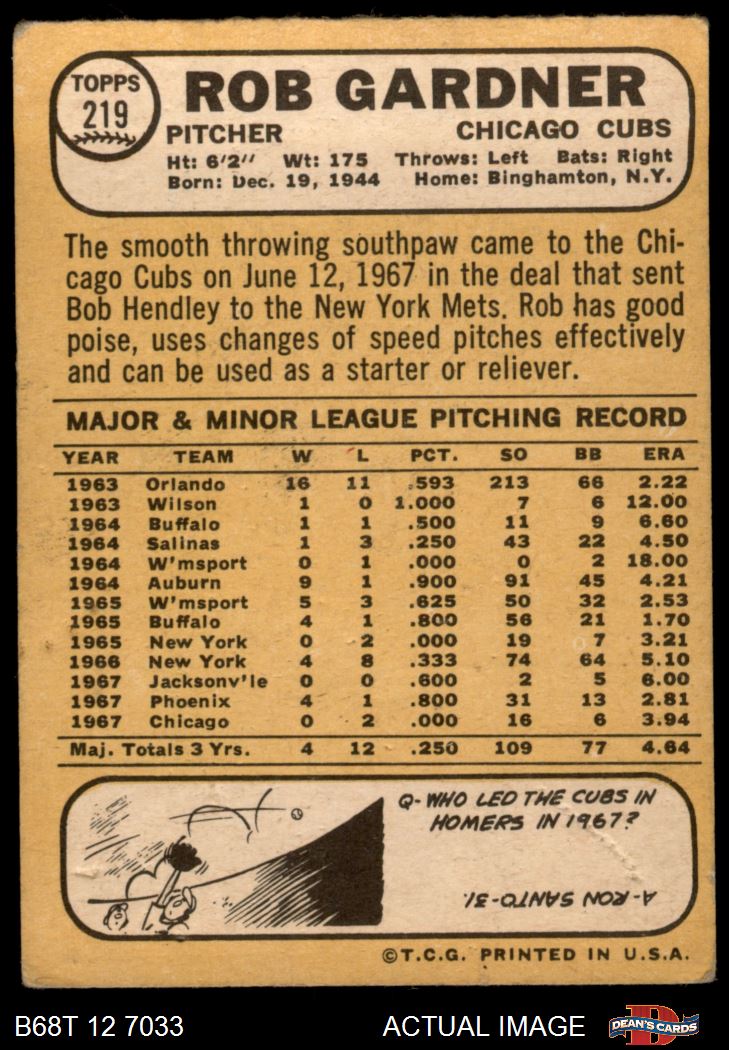 TOPPS
219
ROB GARDNER
PITCHER CHICAGO CUBS
Ht: 6'2" Wt: 175 Throws: Left Bats: Right
Born: Dec. 19, 1944 Home: Binghamton, N.Y.
The smooth throwing southpaw came to the Chi-
cago Cubs on June 12, 1967 in the deal that sent
Bob Hendley to the New York Mets. Rob has good
poise, uses changes of speed pitches effectively
and can be used as a starter or reliever.
MAJOR & MINOR LEAGUE PITCHING RECORD
YEAR TEAM W L PCT. SO BB ERA
1963 Orlando 16 11 .593 213 66 2.22
1963 Wilson 1 0 1.000 7 6 12.00
1964 Buffalo 1 1 .500 11 9 6.60
1964 Salinas 1 3 .250 43 22 4.50
1964 W'msport 0 1 .000 0 2 18.00
1964 Auburn 9 1 .900 91 45 4.21
1965 W'msport 5 3 .625 50 32 2.53
1965 Buffalo 4 1 .800 56 21 1.70
1965 New York 0 2 .000 19 7 3.21
1966 New York 4 8 .333 74 64 5.10
1967 Jacksonv'le 0 0 .600 2 5 6.00
1967 Phoenix 4 1 .800 31 13 2.81
1967 Chicago 0 2 .000 16 6 3.94
Maj. Totals 3 Yrs. 4 12 .250 109 77 4.64
Q-WHO LED THE CUBS IN
HOMERS IN 1967?
A-RON SANTO-31.
©T.C.G. PRINTED IN U.S.A.
B68T 12 7033 ACTUAL IMAGE DEAN'S CARDS